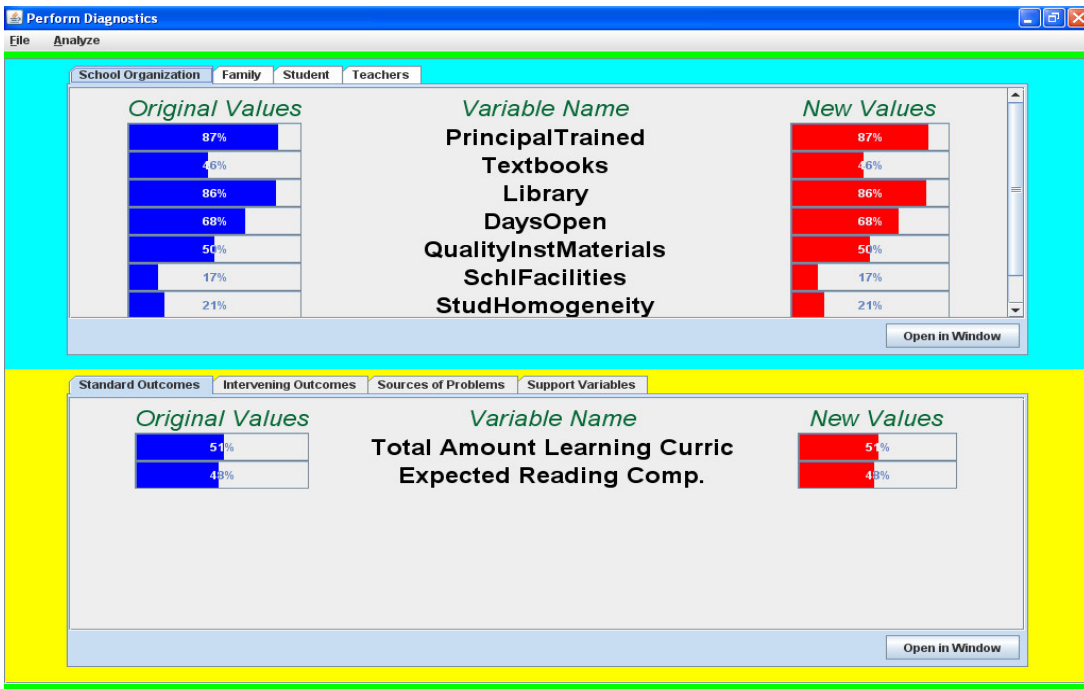 Perform Diagnostics
File Analyze
School Organization Family Student Teachers
Original Values Variable Name New Values
87% PrincipalTrained 87%
46% Textbooks 46%
86% Library 86%
68% DaysOpen 68%
50% QualityInstMaterials 50%
17% SchlFacilities 17%
21% StudHomogeneity 21%
Open in Window
Standard Outcomes Intervening Outcomes Sources of Problems Support Variables
Original Values Variable Name New Values
51% Total Amount Learning Curric 51%
48% Expected Reading Comp. 48%
Open in Window